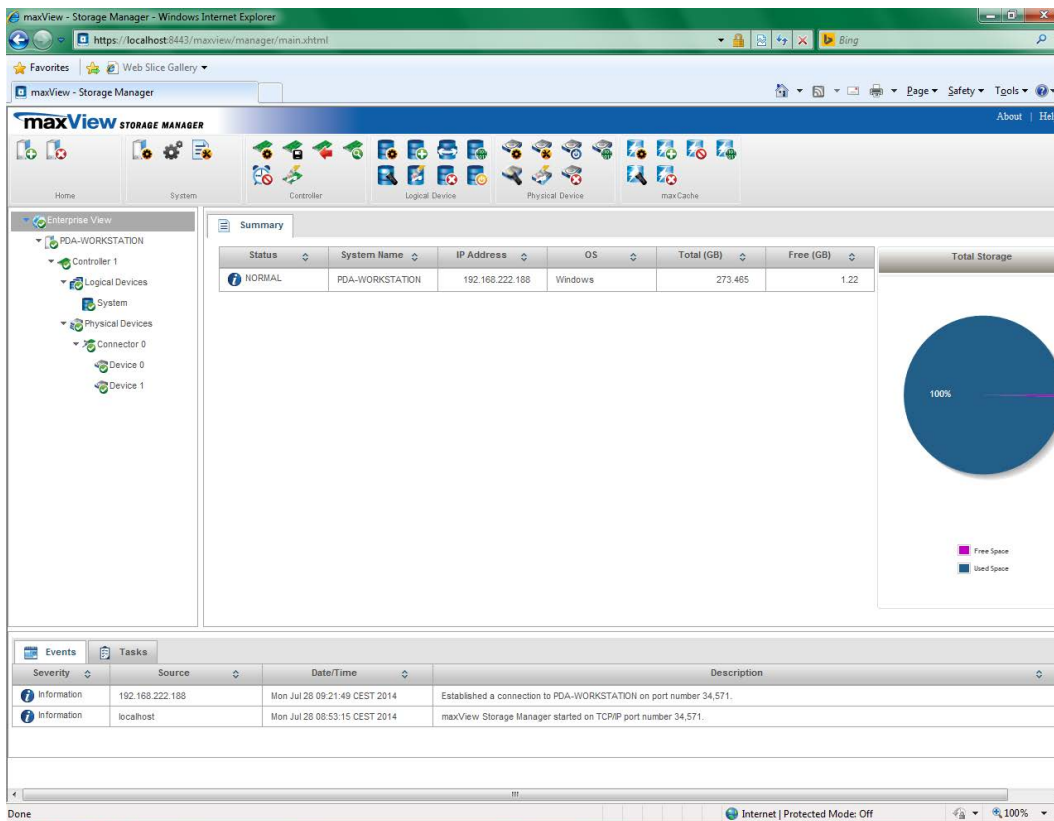 maxView - Storage Manager - Windows Internet Explorer
https://localhost:8443/maxview/manager/main.xhtml
Bing
Favorites
Web Slice Gallery
maxView - Storage Manager
Page
Safety
Tools
maxView STORAGE MANAGER
About | Hel
Home
System
Controller
Logical Device
Physical Device
maxCache
Enterprise View
PDA-WORKSTATION
Controller 1
Logical Devices
System
Physical Devices
Connector 0
Device 0
Device 1
Summary
Status System Name IP Address OS Total (GB) Free (GB)
NORMAL PDA-WORKSTATION 192.168.222.188 Windows 273.465 1.22
Total Storage
100%
Free Space
Used Space
Events
Tasks
Severity Source Date/Time Description
Information 192.168.222.188 Mon Jul 28 09:21:49 CEST 2014 Established a connection to PDA-WORKSTATION on port number 34,571.
Information localhost Mon Jul 28 08:53:15 CEST 2014 maxView Storage Manager started on TCP/IP port number 34,571.
Done
Internet | Protected Mode: Off
100%